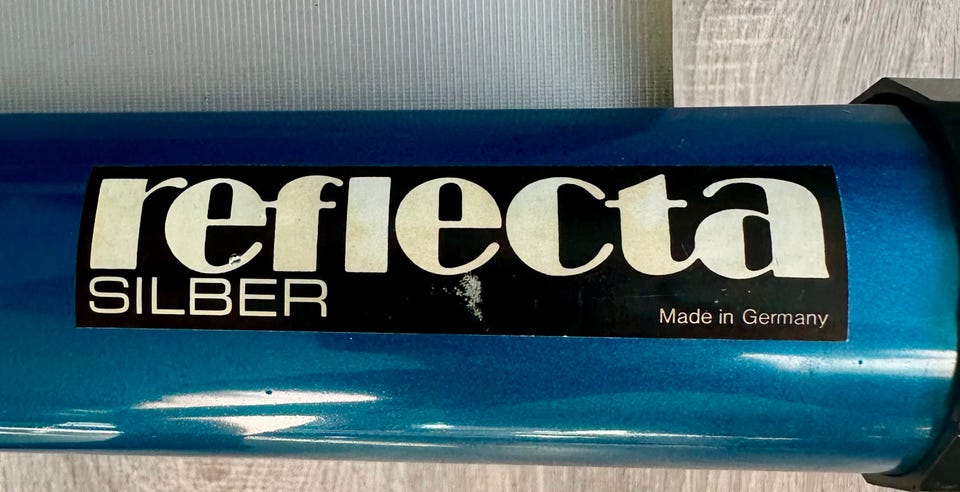 reflecta
SILBER
Made in Germany